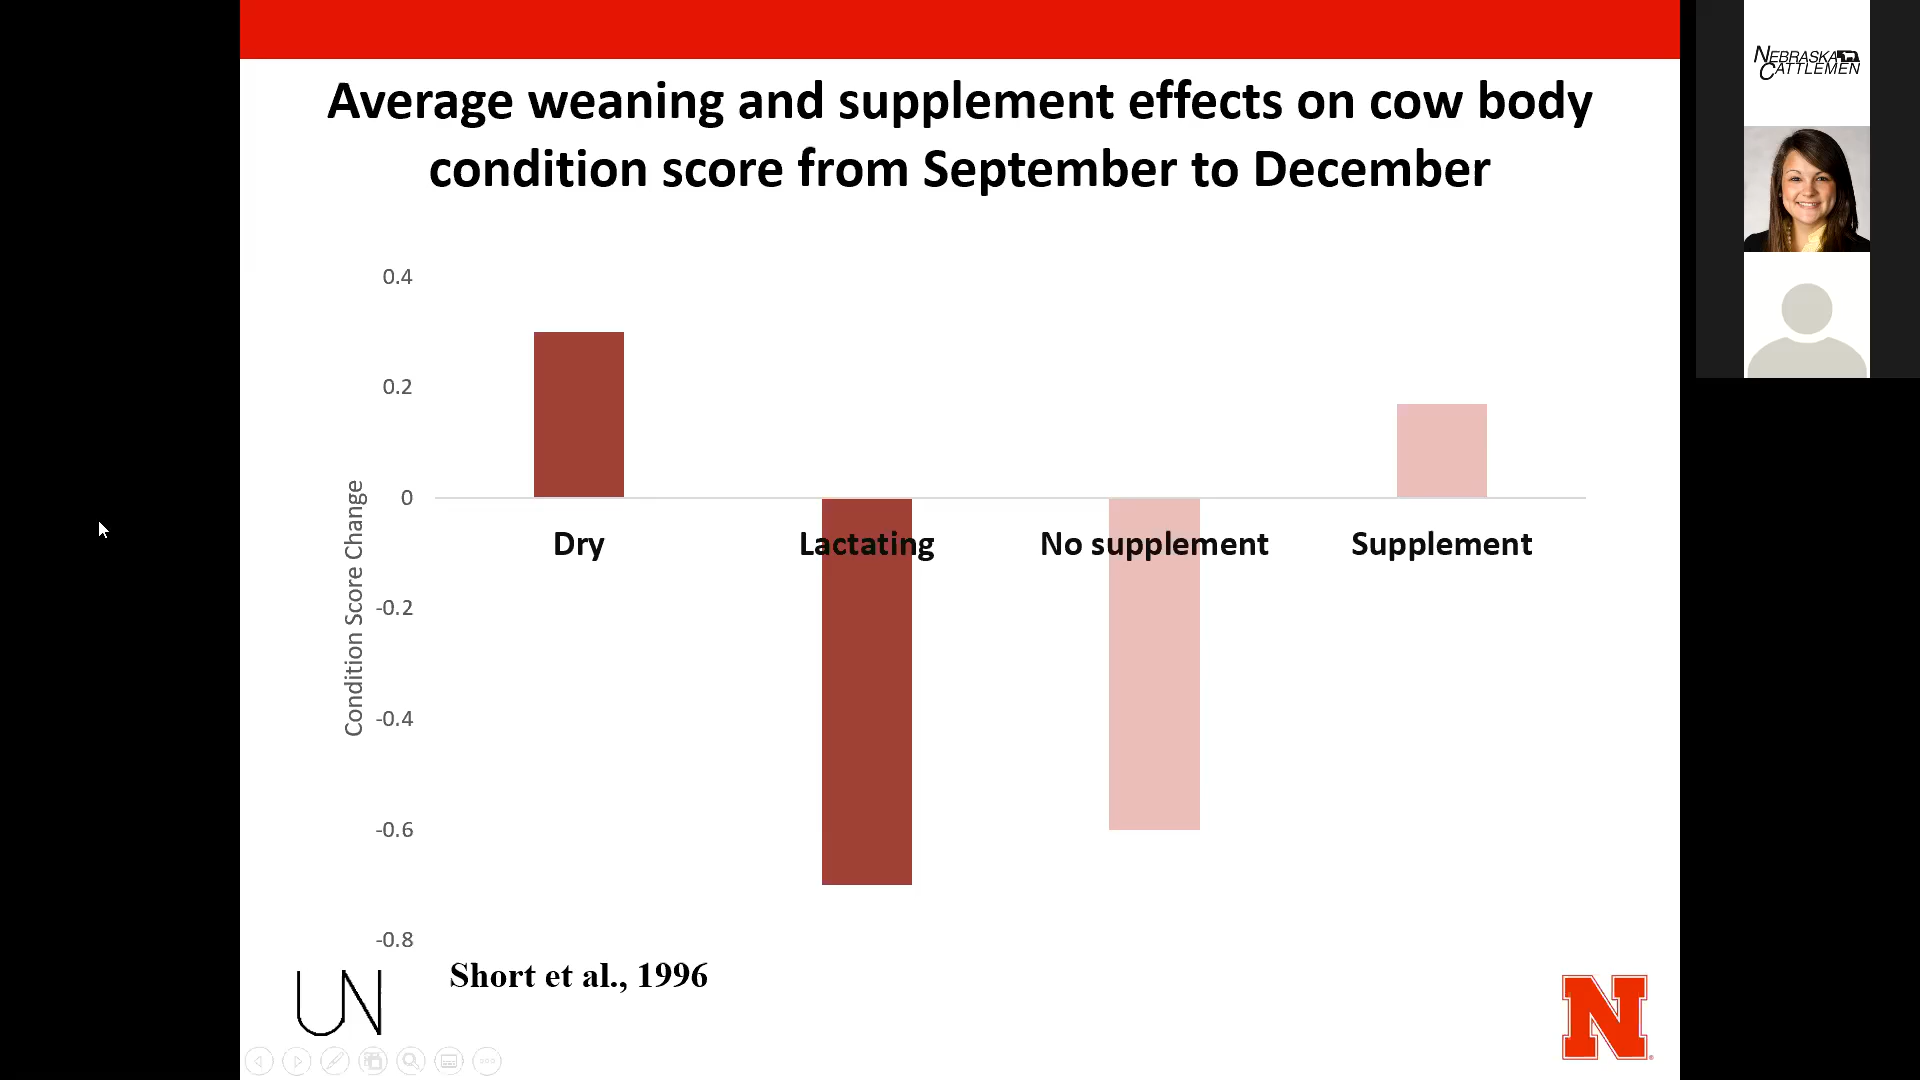 Average weaning and supplement effects on cow body
condition score from September to December
NEBRASKA
CATTLEMEN
0.4
0.2
0
-0.2
-0.4
-0.6
-0.8
Condition Score Change
Dry
Lactating
No supplement
Supplement
Short et al., 1996
UN
N